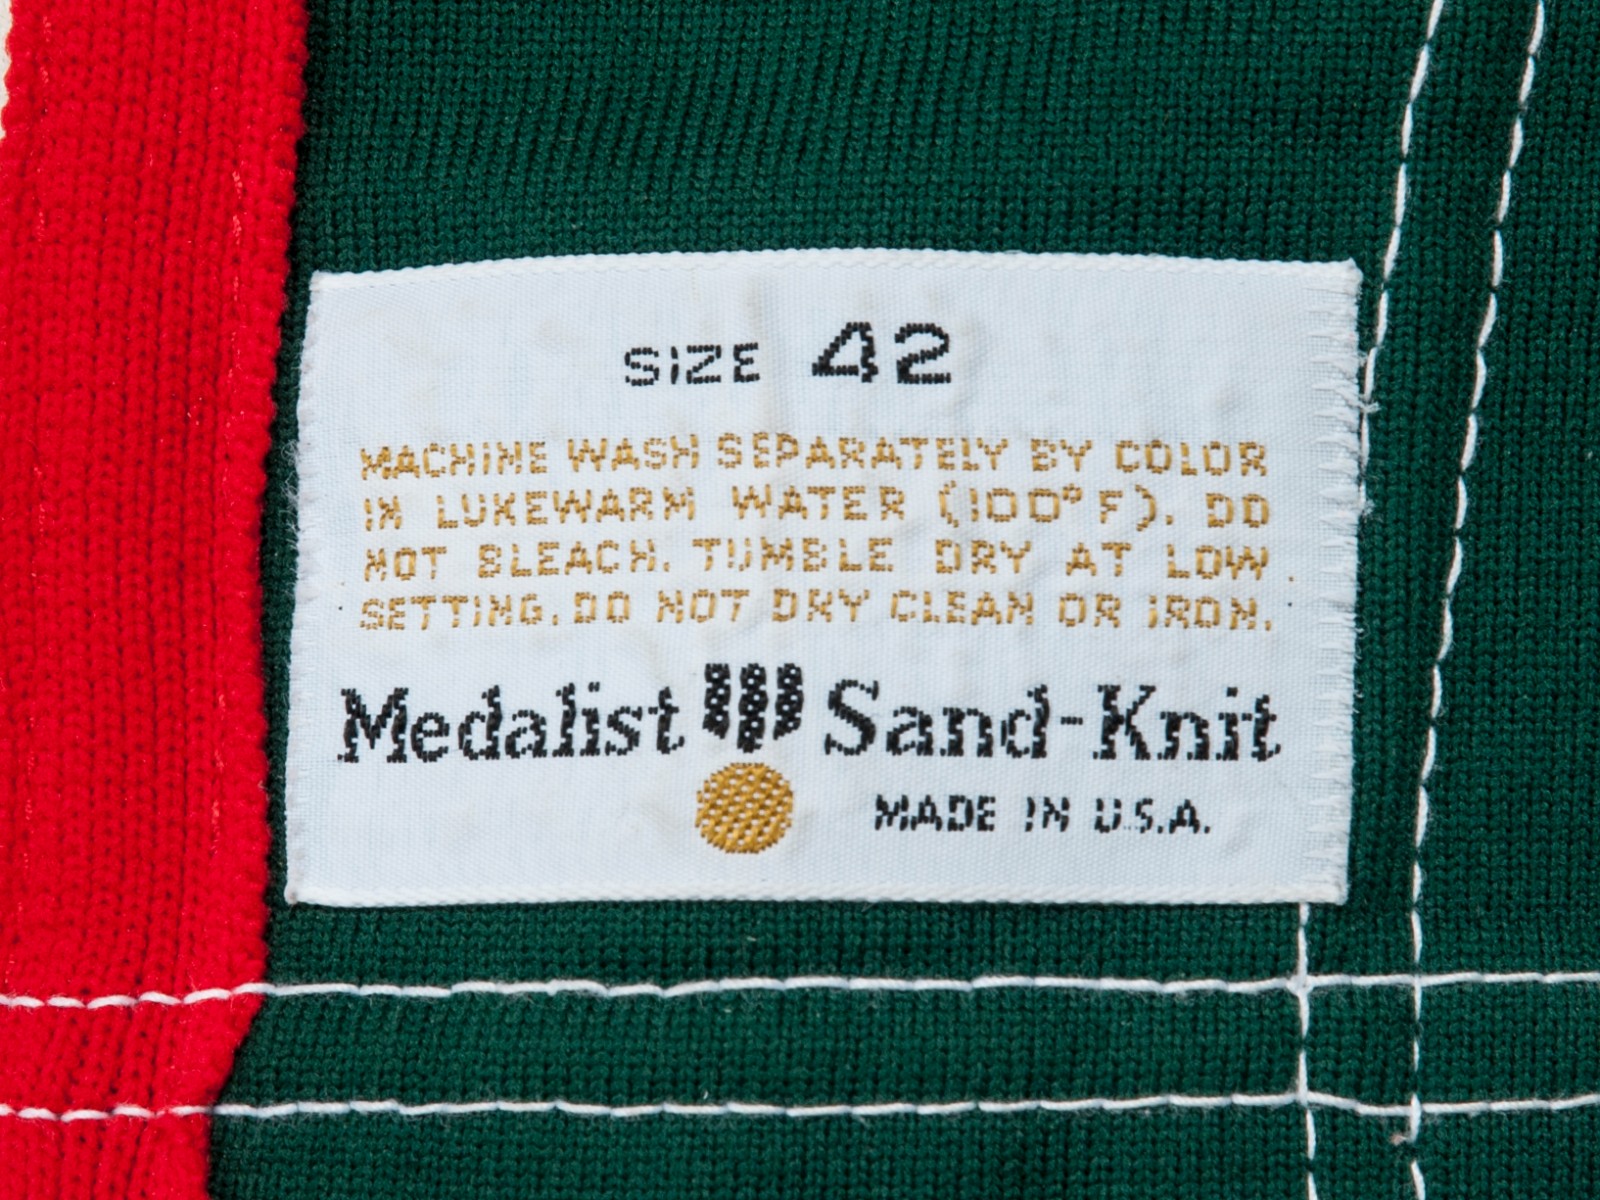 SIZE 42
MACHINE WASH SEPARATELY BY COLOR
IN LUKEWARM WATER (100° F). DO
NOT BLEACH. TUMBLE DRY AT LOW
SETTING. DO NOT DRY CLEAN OR IRON.
Medalist Sand-Knit
MADE IN U.S.A.